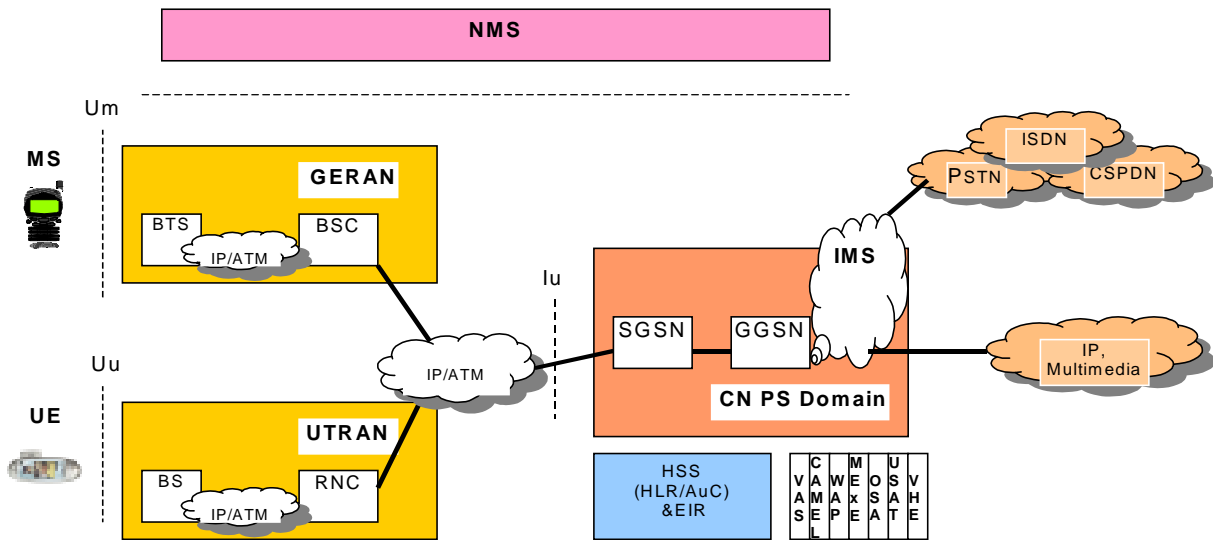 NMS
Um
MS
GERAN
BTS
BSC
IP/ATM
Uu
UE
UTRAN
BS
RNC
IP/ATM
IP/ATM
Iu
SGSN
GGSN
IMS
CN PS Domain
ISDN
PSTN
CSPDN
IP,
Multimedia
HSS
(HLR/AuC)
&EIR
VAS
CAMEL
WAP
MExE
OSA
USAT
VHE